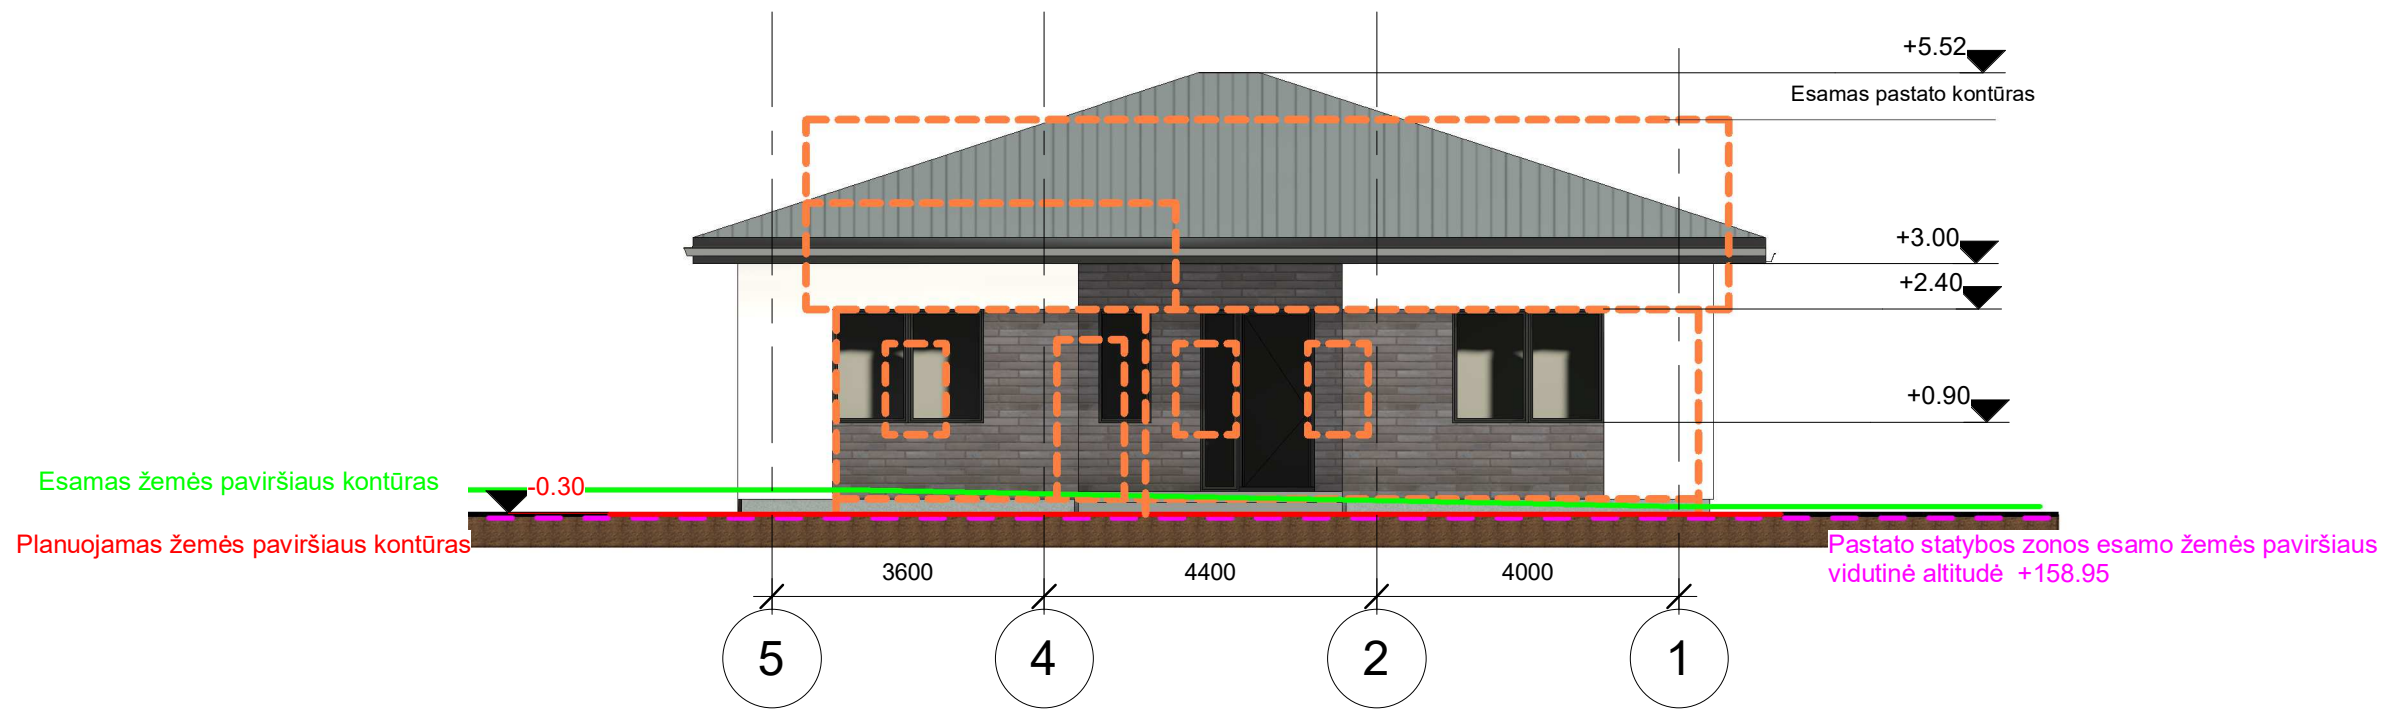 +5.52
Esamas pastato kontūras
+3.00
+2.40
+0.90
Esamas žemės paviršiaus kontūras
-0.30
Planuojamas žemės paviršiaus kontūras
Pastato statybos zonos esamo žemės paviršiaus
vidutinė altitudė +158.95
3600
4400
4000
5
4
2
1